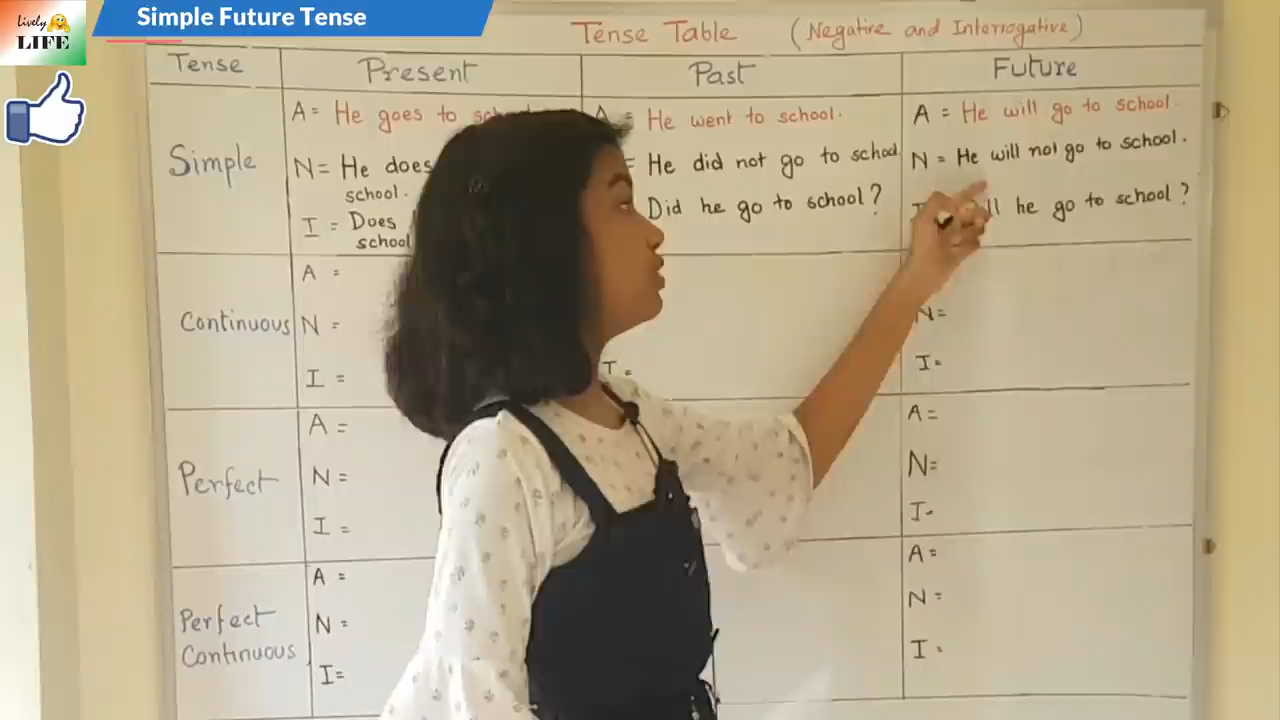 Lively
LIFE
Simple Future Tense
Tense Table (Negative and Interrogative)
Tense Present Past Future
Simple
A = He goes to
N = He does
school.
I = Does
school
He went to school.
He did not go to school
Did he go to school?
A = He will go to school.
N = He will not go to school.
he go to school?
Continuous
A =
N =
I =
I =
N=
I=
Perfect
A =
N =
I =
A =
N=
I=
Perfect
Continuous
A =
N =
I=
A =
N =
I